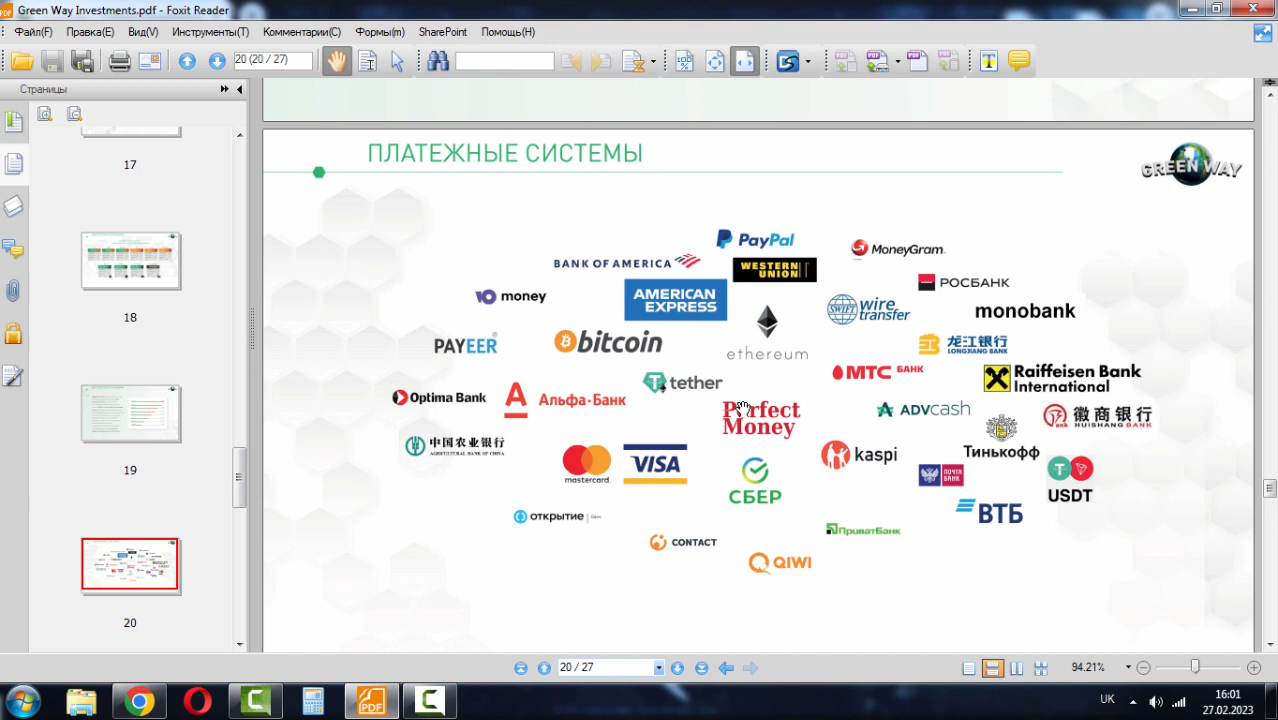 Green Way Investments.pdf - Foxit Reader
Файл(F) Правка(E) Вид(V) Инструменты(T) Комментарии(C) Формы(m) SharePoint Помощь(H)
20 (20 / 27)
Страницы
17
18
19
20
ПЛАТЕЖНЫЕ СИСТЕМЫ
GREEN WAY
PayPal
MoneyGram
BANK OF AMERICA
WESTERN UNION
РОСБАНК
money
AMERICAN EXPRESS
SWIFT wire transfer
monobank
PAYEER
bitcoin
ethereum
龙江银行
LONGJIANG BANK
tether
МТС БАНК
Raiffeisen Bank International
Optima Bank
Альфа·Банк
Perfect Money
ADVcash
徽商银行
HUISHANG BANK
中国农业银行
AGRICULTURAL BANK OF CHINA
Тинькофф
mastercard.
VISA
kaspi
ПОЧТА БАНК
СБЕР
USDT
ОТКРЫТИЕ
ВТБ
ПриватБанк
CONTACT
QIWI
20 / 27
94.21%
PDF
UK
16:01
27.02.2023